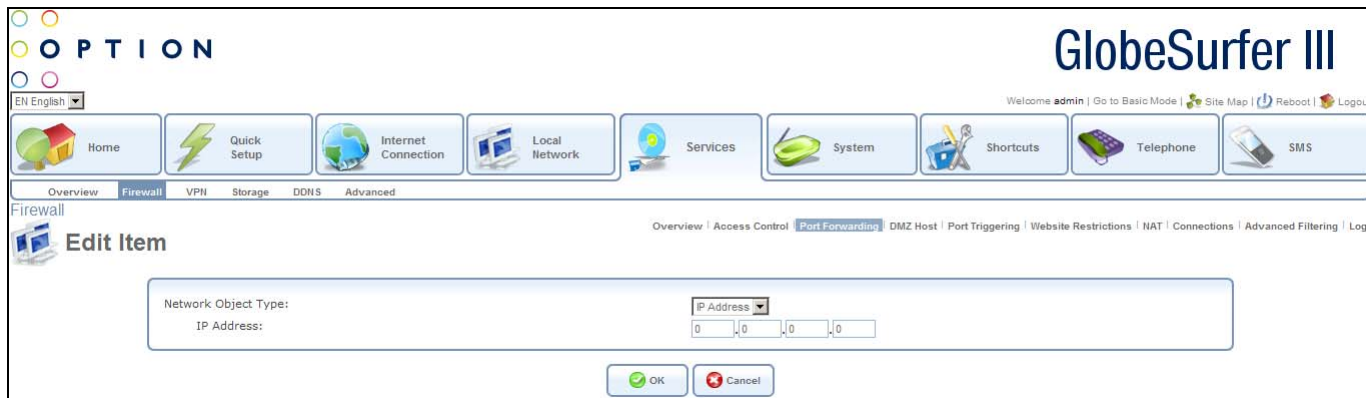 OPTION
GlobeSurfer III
EN English
Welcome admin | Go to Basic Mode | Site Map | Reboot | Logou
Home
Quick Setup
Internet Connection
Local Network
Services
System
Shortcuts
Telephone
SMS
Overview Firewall VPN Storage DDNS Advanced
Firewall
Overview | Access Control | Port Forwarding | DMZ Host | Port Triggering | Website Restrictions | NAT | Connections | Advanced Filtering | Log
Edit Item
Network Object Type: IP Address
IP Address: 0 . 0 . 0 . 0
OK Cancel